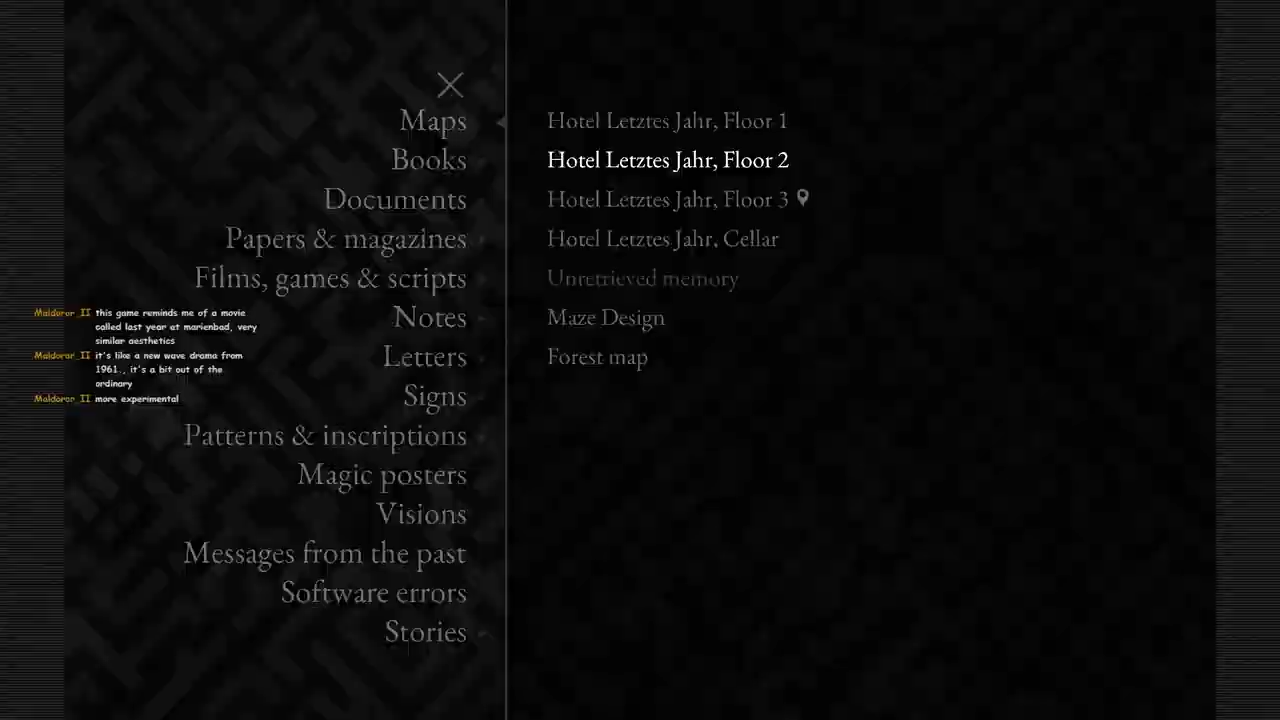 Maps
Books
Documents
Papers & magazines
Films, games & scripts
Notes
Letters
Signs
Patterns & inscriptions
Magic posters
Visions
Messages from the past
Software errors
Stories
Hotel Letztes Jahr, Floor 1
Hotel Letztes Jahr, Floor 2
Hotel Letztes Jahr, Floor 3
Hotel Letztes Jahr, Cellar
Unretrieved memory
Maze Design
Forest map
Maldoror_II this game reminds me of a movie
called last year at marienbad, very
similar aesthetics
Maldoror_II it's like a new wave drama from
1961., it's a bit out of the
ordinary
Maldoror_II more experimental